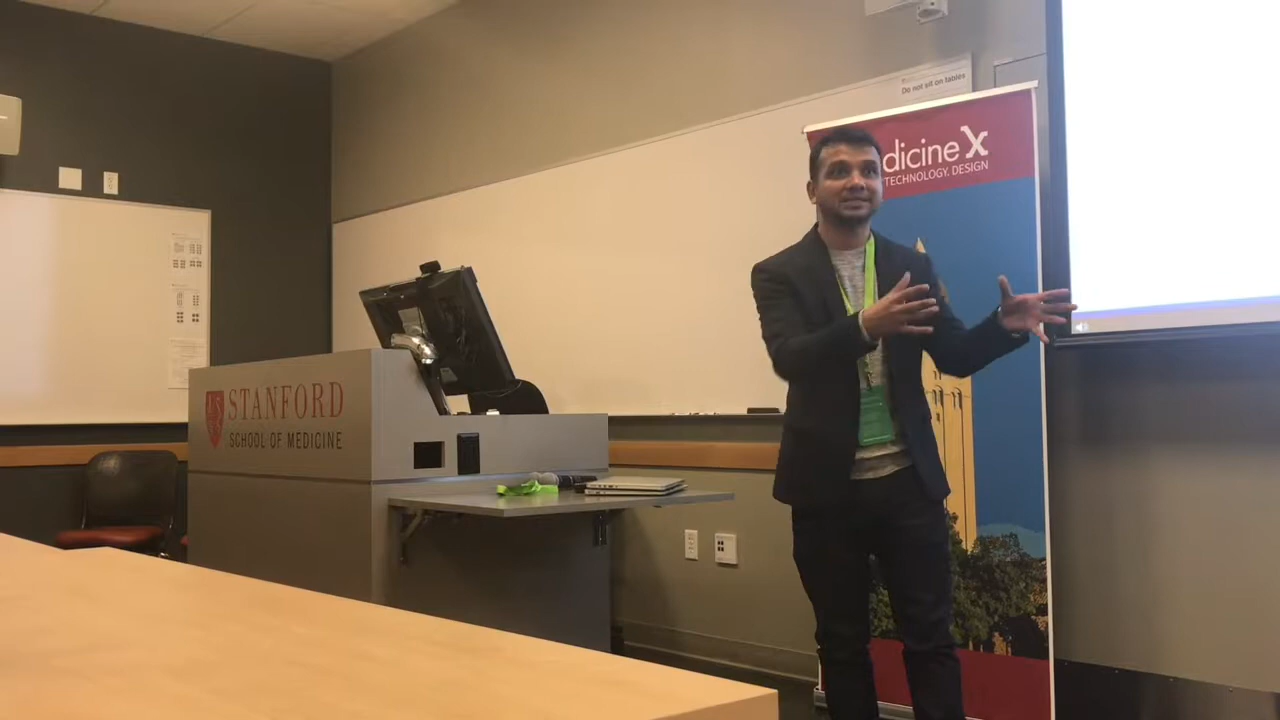 Do not sit on tables
dicine X
TECHNOLOGY. DESIGN
STANFORD
SCHOOL OF MEDICINE